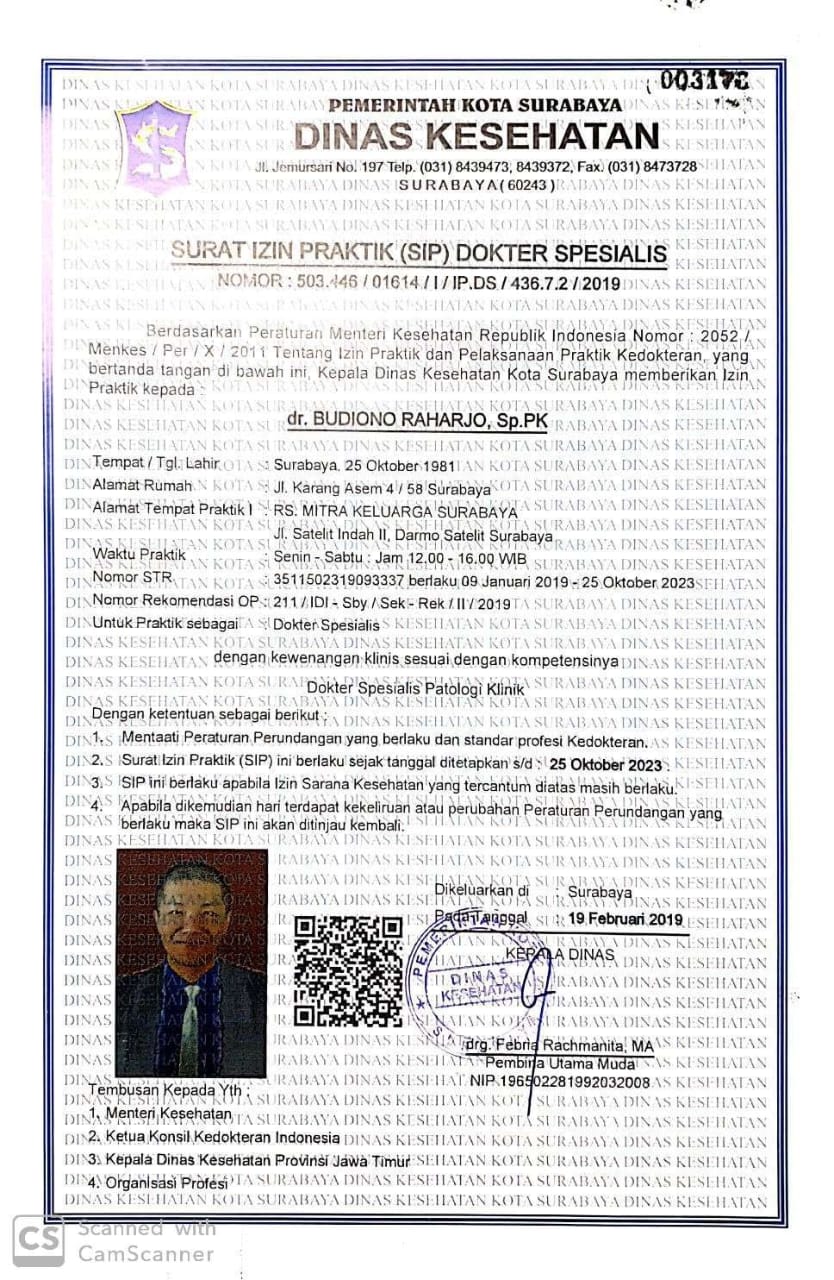 003178
PEMERINTAH KOTA SURABAYA
DINAS KESEHATAN
Jl. Jemursari No. 197 Telp. (031) 8439473, 8439372, Fax. (031) 8473728
SURABAYA ( 60243 )
SURAT IZIN PRAKTIK (SIP) DOKTER SPESIALIS
NOMOR : 503.446 / 01614 / I / IP.DS / 436.7.2 / 2019
Berdasarkan Peraturan Menteri Kesehatan Republik Indonesia Nomor : 2052 /
Menkes / Per / X / 2011 Tentang Izin Praktik dan Pelaksanaan Praktik Kedokteran, yang
bertanda tangan di bawah ini, Kepala Dinas Kesehatan Kota Surabaya memberikan Izin
Praktik kepada :
dr. BUDIONO RAHARJO, Sp.PK
Tempat / Tgl. Lahir : Surabaya, 25 Oktober 1981
Alamat Rumah : Jl. Karang Asem 4 / 58 Surabaya
Alamat Tempat Praktik I : RS. MITRA KELUARGA SURABAYA
Jl. Satelit Indah II, Darmo Satelit Surabaya
Waktu Praktik : Senin - Sabtu : Jam 12.00 - 16.00 WIB
Nomor STR : 3511502319093337 berlaku 09 Januari 2019 - 25 Oktober 2023
Nomor Rekomendasi OP : 211 / IDI - Sby / Sek - Rek / II / 2019
Untuk Praktik sebagai : Dokter Spesialis
dengan kewenangan klinis sesuai dengan kompetensinya
Dokter Spesialis Patologi Klinik
Dengan ketentuan sebagai berikut :
1. Mentaati Peraturan Perundangan yang berlaku dan standar profesi Kedokteran.
2. Surat Izin Praktik (SIP) ini berlaku sejak tanggal ditetapkan s/d : 25 Oktober 2023 .
3. SIP ini berlaku apabila Izin Sarana Kesehatan yang tercantum diatas masih berlaku.
4. Apabila dikemudian hari terdapat kekeliruan atau perubahan Peraturan Perundangan yang
berlaku maka SIP ini akan ditinjau kembali.
Dikeluarkan di : Surabaya
Pada Tanggal : 19 Februari 2019
KEPALA DINAS
DINAS
KESEHATAN
drg. Febria Rachmanita, MA
Pembina Utama Muda
NIP 196502281992032008
Tembusan Kepada Yth :
1. Menteri Kesehatan
2. Ketua Konsil Kedokteran Indonesia
3. Kepala Dinas Kesehatan Provinsi Jawa Timur
4. Organisasi Profesi
CS Scanned with
CamScanner